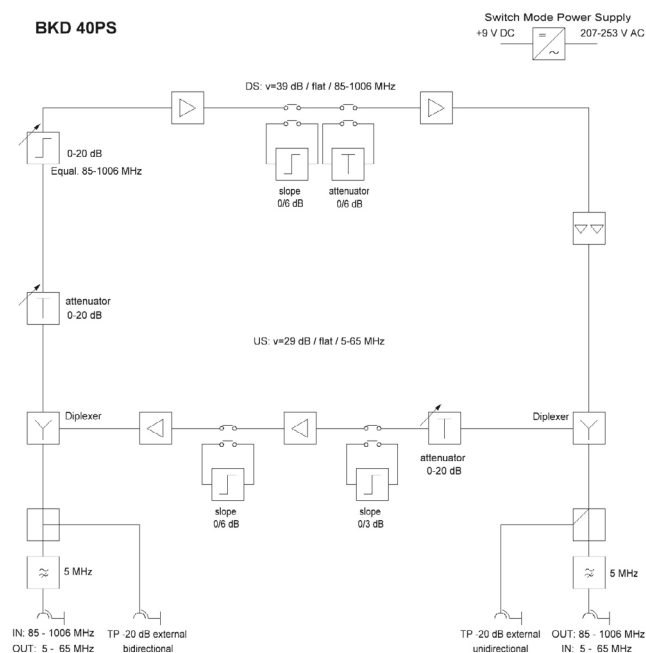 BKD 40PS
Switch Mode Power Supply
+9 V DC
207-253 V AC
DS: v=39 dB / flat / 85-1006 MHz
0-20 dB
Equal. 85-1006 MHz
slope
0/6 dB
attenuator
0/6 dB
attenuator
0-20 dB
US: v=29 dB / flat / 5-65 MHz
Diplexer
Diplexer
attenuator
0-20 dB
slope
0/6 dB
slope
0/3 dB
5 MHz
5 MHz
IN: 85 - 1006 MHz
OUT: 5 - 65 MHz
TP -20 dB external
bidirectional
TP -20 dB external
unidirectional
OUT: 85 - 1006 MHz
IN: 5 - 65 MHz